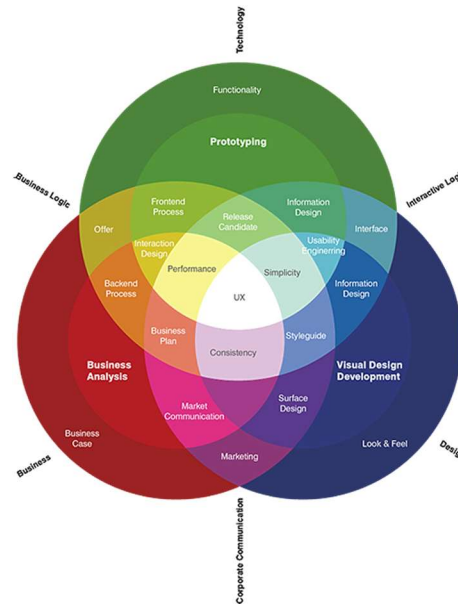 Technology
Functionality
Prototyping
Business Logic
Interactive Logi
Frontend
Process
Release
Candidate
Information
Design
Offer
Interface
Interaction
Design
Usability
Enginerring
Performance
Simplicity
Backend
Process
Information
Design
UX
Business
Plan
Styleguide
Consistency
Business
Analysis
Visual Design
Development
Market
Communication
Surface
Design
Business
Case
Look & Feel
Marketing
Business
Desig
Corporate Communication